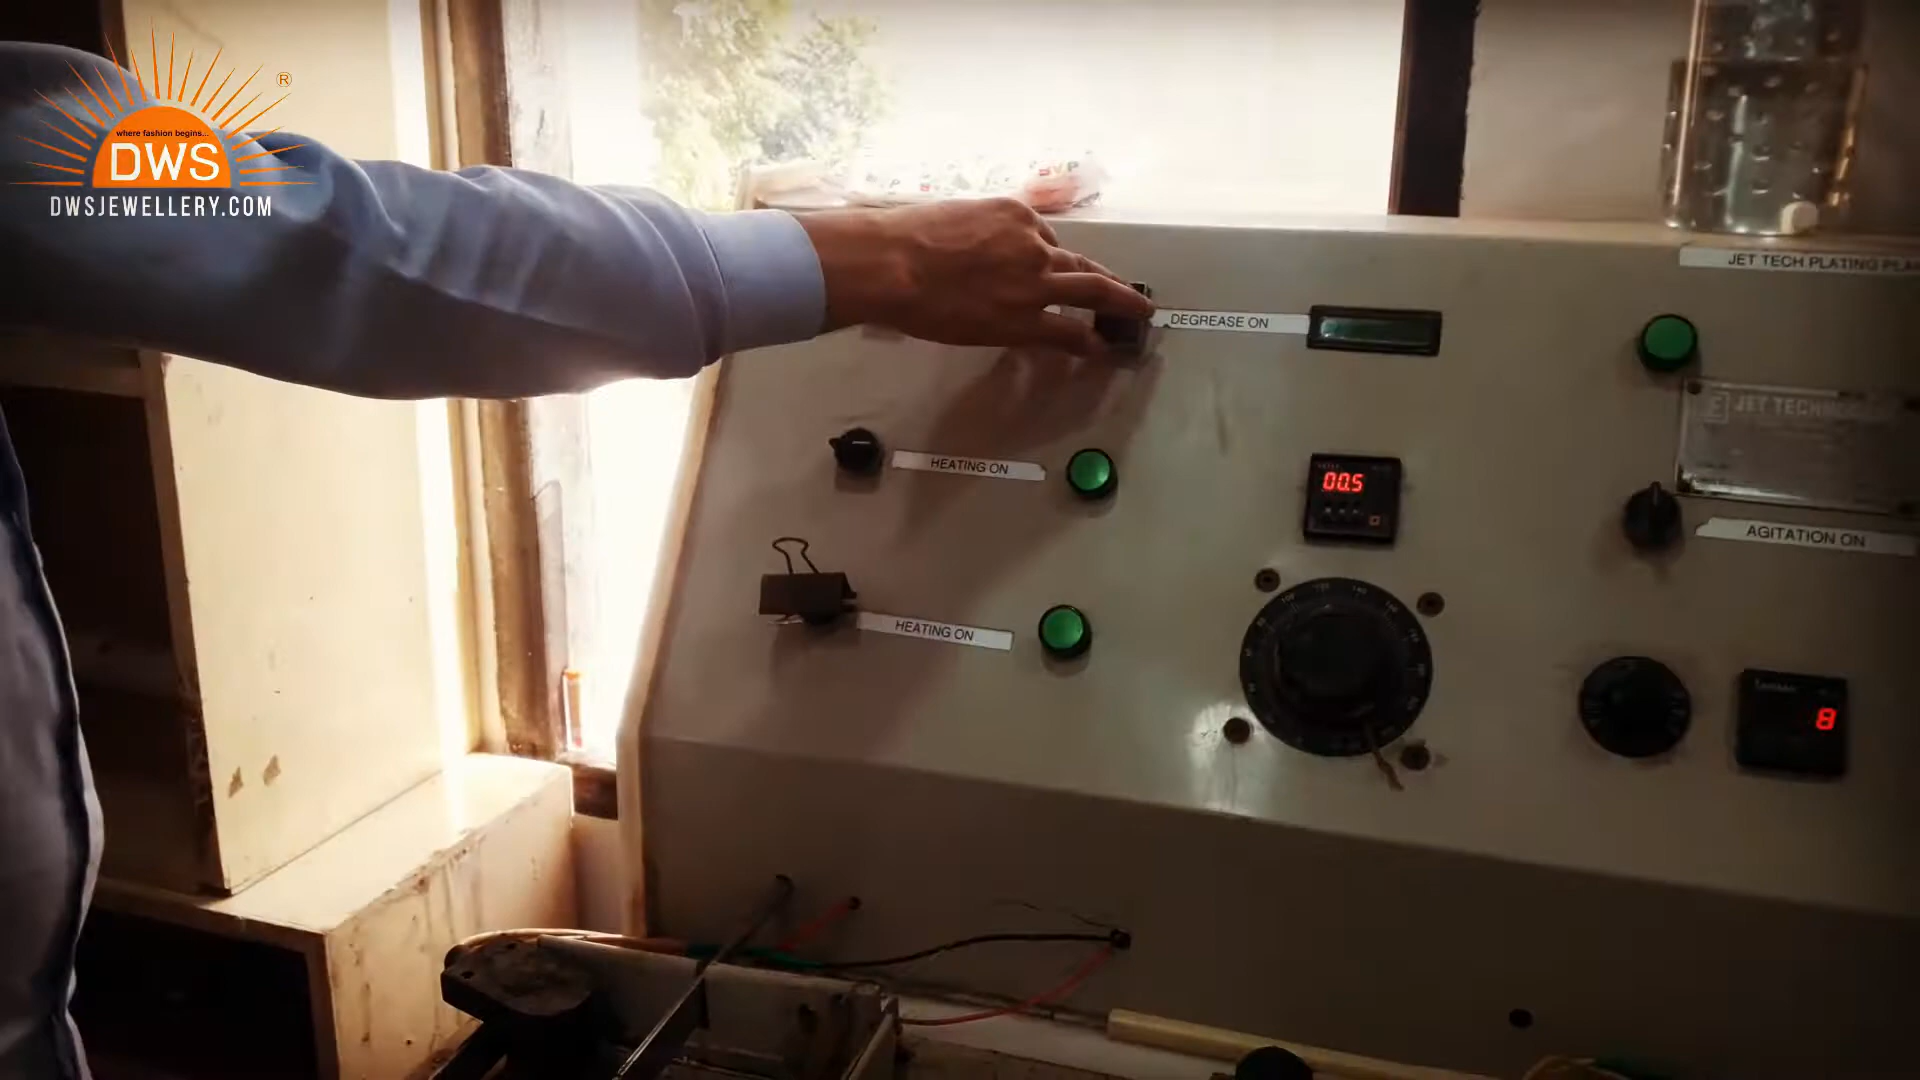 where fashion begins...
DWS
®
DWSJEWELLERY.COM
JET TECH PLATING
DEGREASE ON
JET
HEATING ON
00.5
AGITATION ON
HEATING ON
8